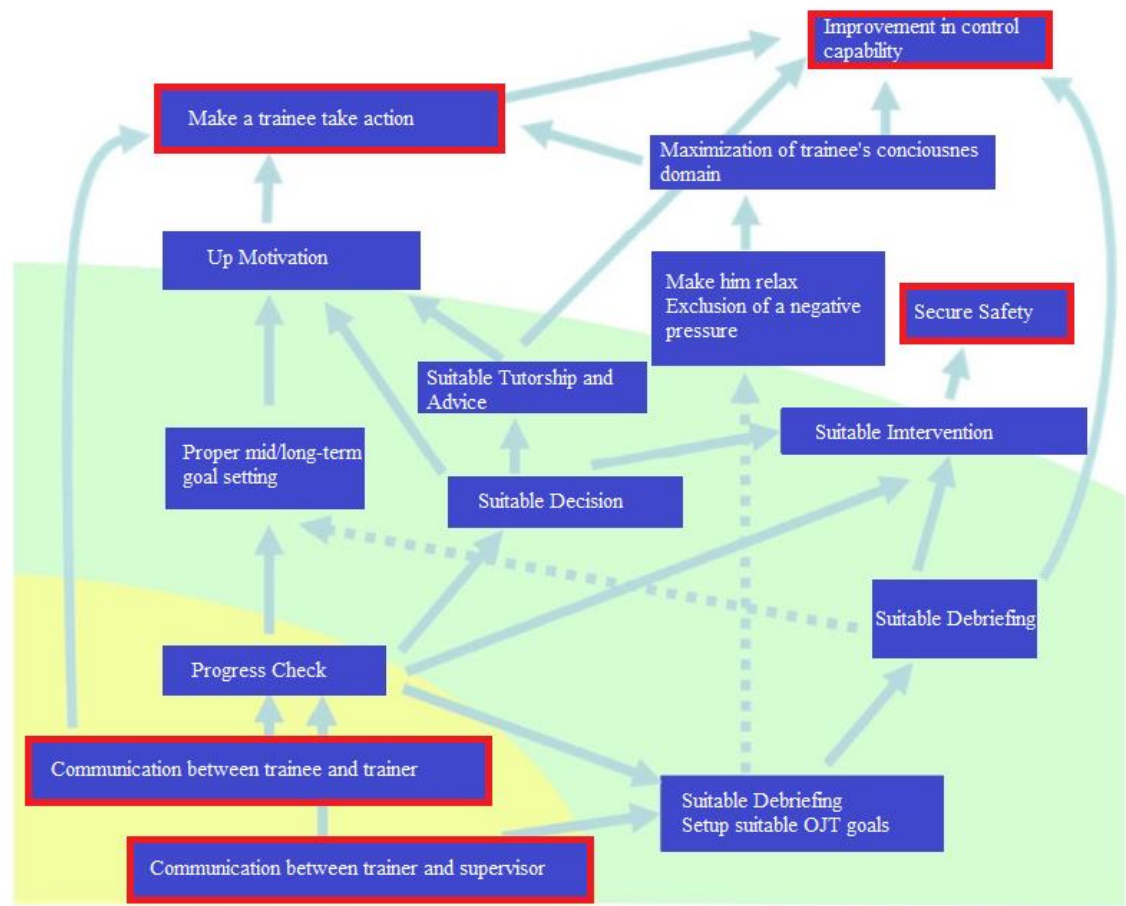 Improvement in control
capability
Make a trainee take action
Maximization of trainee's conciousnes
domain
Up Motivation
Make him relax
Exclusion of a negative
pressure
Secure Safety
Suitable Tutorship and
Advice
Suitable Imtervention
Proper mid/long-term
goal setting
Suitable Decision
Suitable Debriefing
Progress Check
Communication between trainee and trainer
Suitable Debriefing
Setup suitable OJT goals
Communication between trainer and supervisor